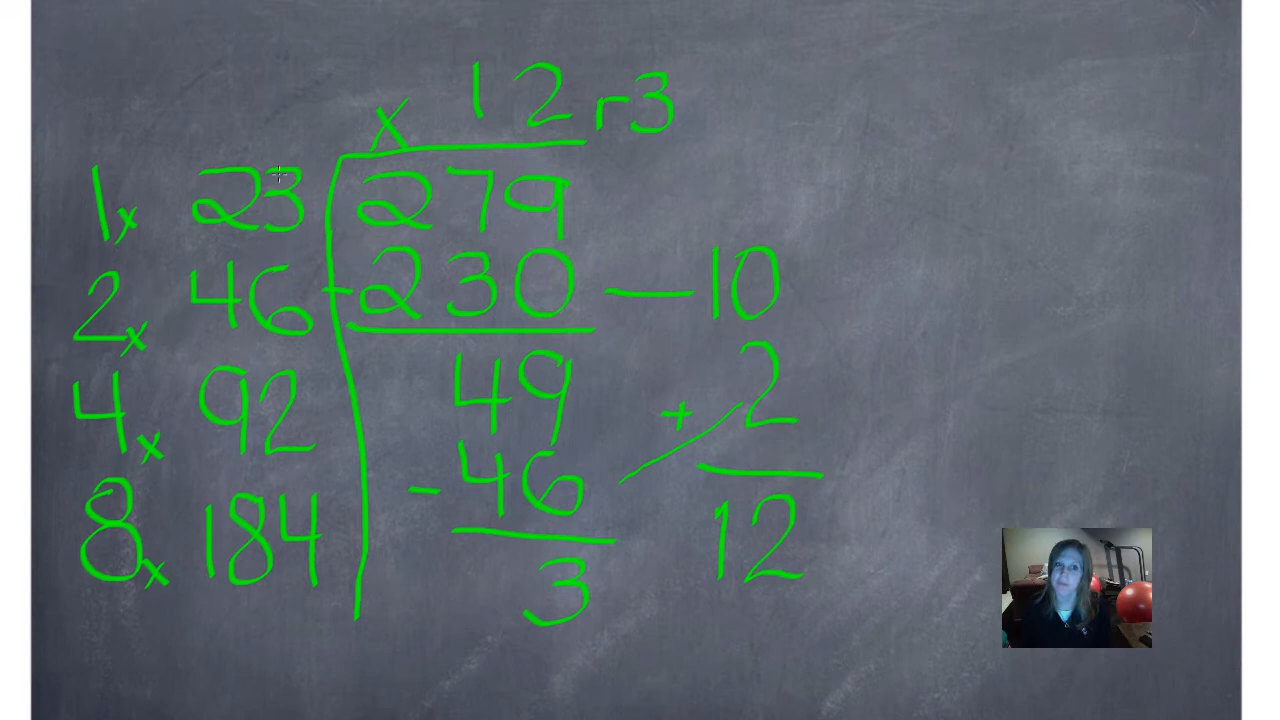 x 12 r3
1x 23 279
2x 46 -230 — 10
4x 92 49 + 2
8x 184 -46 12
3